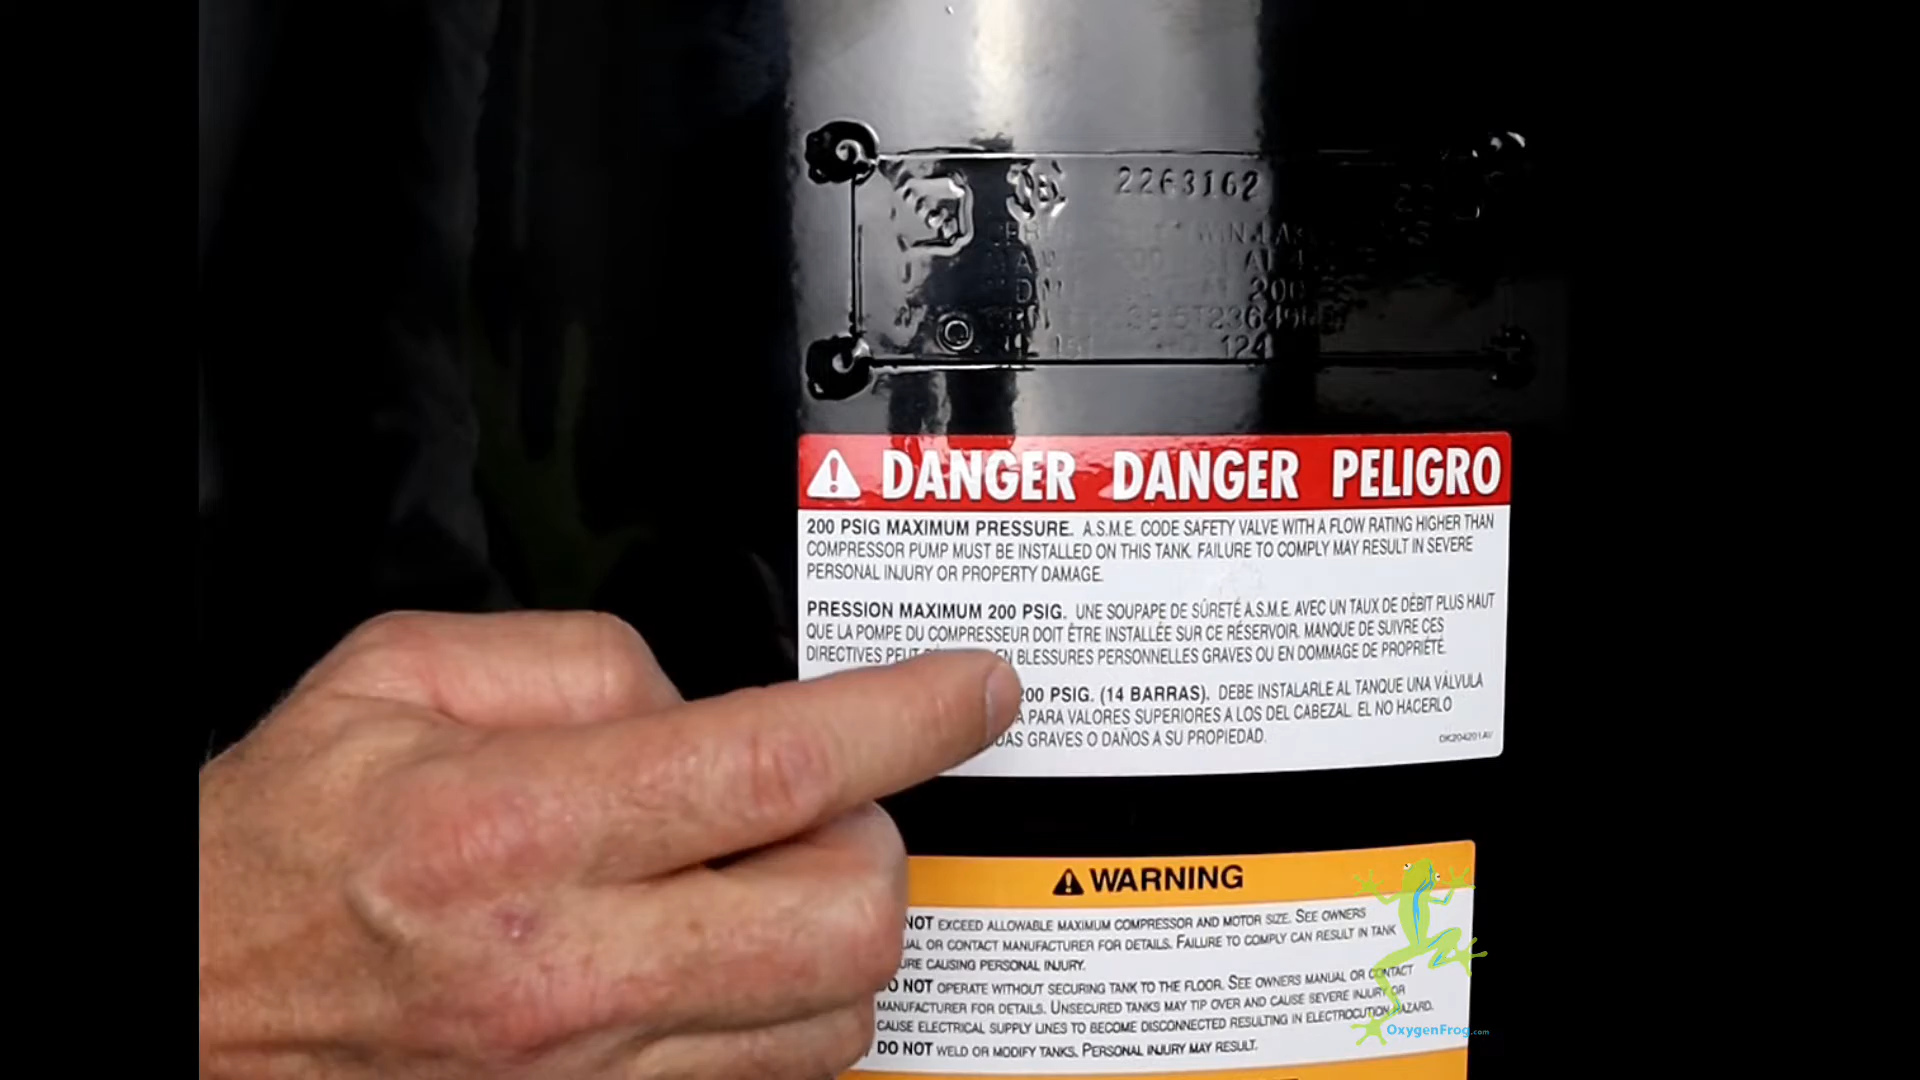 2263162
200
124
DANGER DANGER PELIGRO
200 PSIG MAXIMUM PRESSURE. A.S.M.E. CODE SAFETY VALVE WITH A FLOW RATING HIGHER THAN
COMPRESSOR PUMP MUST BE INSTALLED ON THIS TANK. FAILURE TO COMPLY MAY RESULT IN SEVERE
PERSONAL INJURY OR PROPERTY DAMAGE.
PRESSION MAXIMUM 200 PSIG. UNE SOUPAPE DE SÛRETÉ A.S.M.E. AVEC UN TAUX DE DÉBIT PLUS HAUT
QUE LA POMPE DU COMPRESSEUR DOIT ÊTRE INSTALLÉE SUR CE RÉSERVOIR. MANQUE DE SUIVRE CES
DIRECTIVES PEUT EN BLESSURES PERSONNELLES GRAVES OU EN DOMMAGE DE PROPRIÉTÉ.
200 PSIG. (14 BARRAS). DEBE INSTALARLE AL TANQUE UNA VÁLVULA
PARA VALORES SUPERIORES A LOS DEL CABEZAL. EL NO HACERLO
GRAVES O DAÑOS A SU PROPIEDAD.
WARNING
NOT EXCEED ALLOWABLE MAXIMUM COMPRESSOR AND MOTOR SIZE. SEE OWNERS
OR CONTACT MANUFACTURER FOR DETAILS. FAILURE TO COMPLY CAN RESULT IN TANK
CAUSING PERSONAL INJURY.
DO NOT OPERATE WITHOUT SECURING TANK TO THE FLOOR. SEE OWNERS MANUAL OR CONTACT
MANUFACTURER FOR DETAILS. UNSECURED TANKS MAY TIP OVER AND CAUSE SEVERE INJURY OR
CAUSE ELECTRICAL SUPPLY LINES TO BECOME DISCONNECTED RESULTING IN ELECTROCUTION HAZARD.
DO NOT WELD OR MODIFY TANKS. PERSONAL INJURY MAY RESULT.
OxygenFrog.com